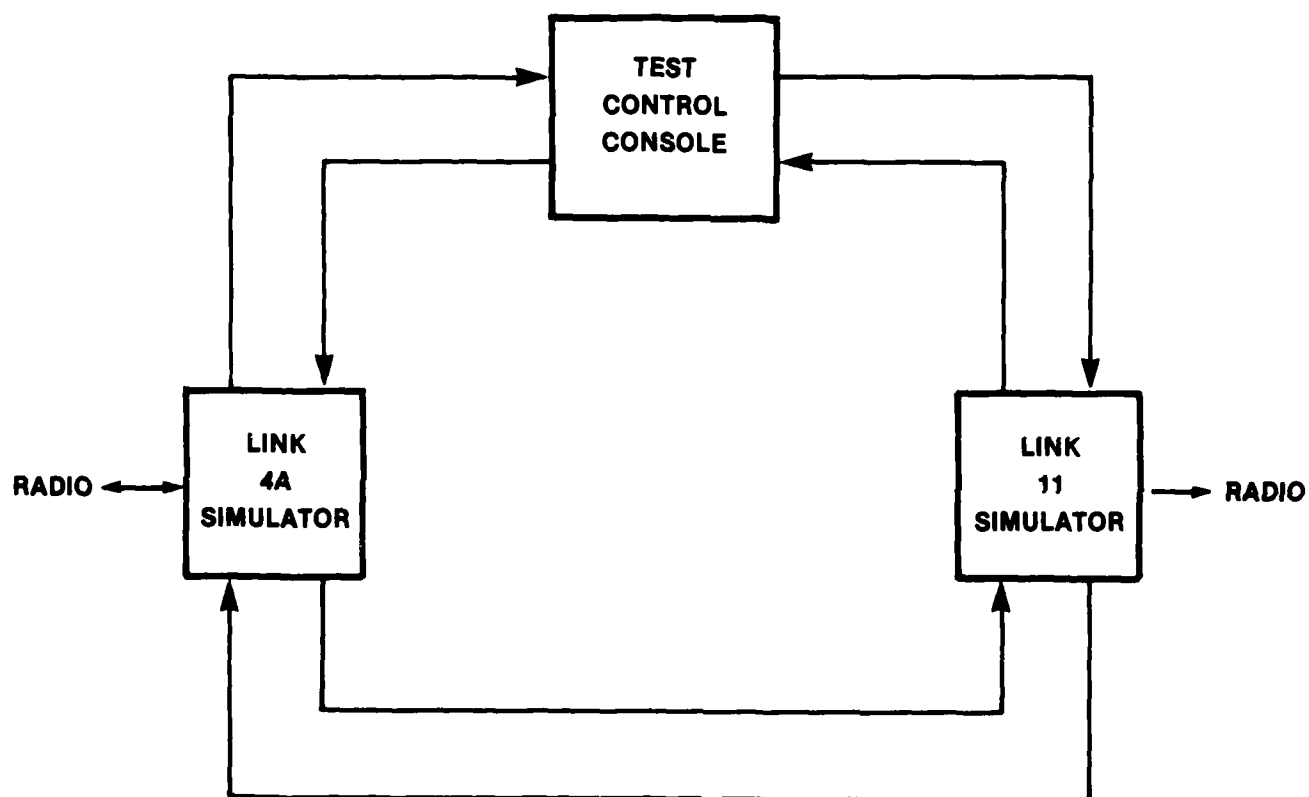 TEST
CONTROL
CONSOLE
LINK
4A
SIMULATOR
RADIO
LINK
11
SIMULATOR
RADIO